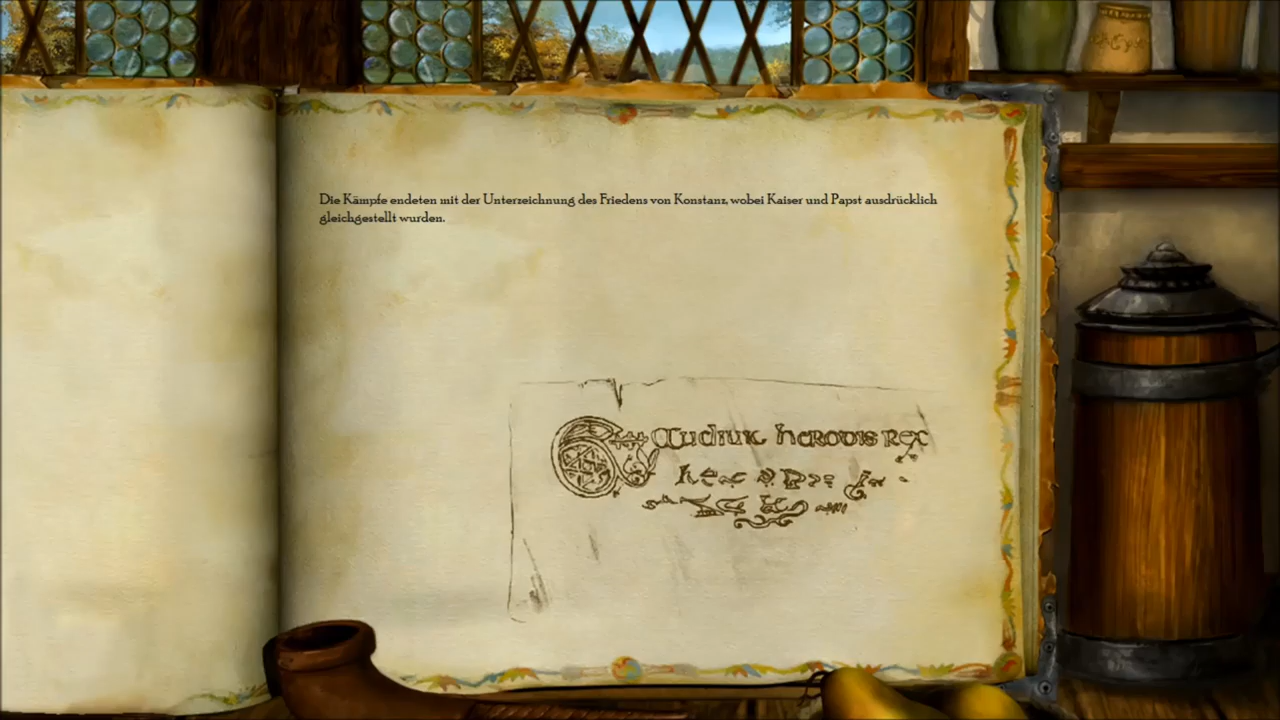 Die Kämpfe endeten mit der Unterzeichnung des Friedens von Konstanz, wobei Kaiser und Papst ausdrücklich
gleichgestellt wurden.